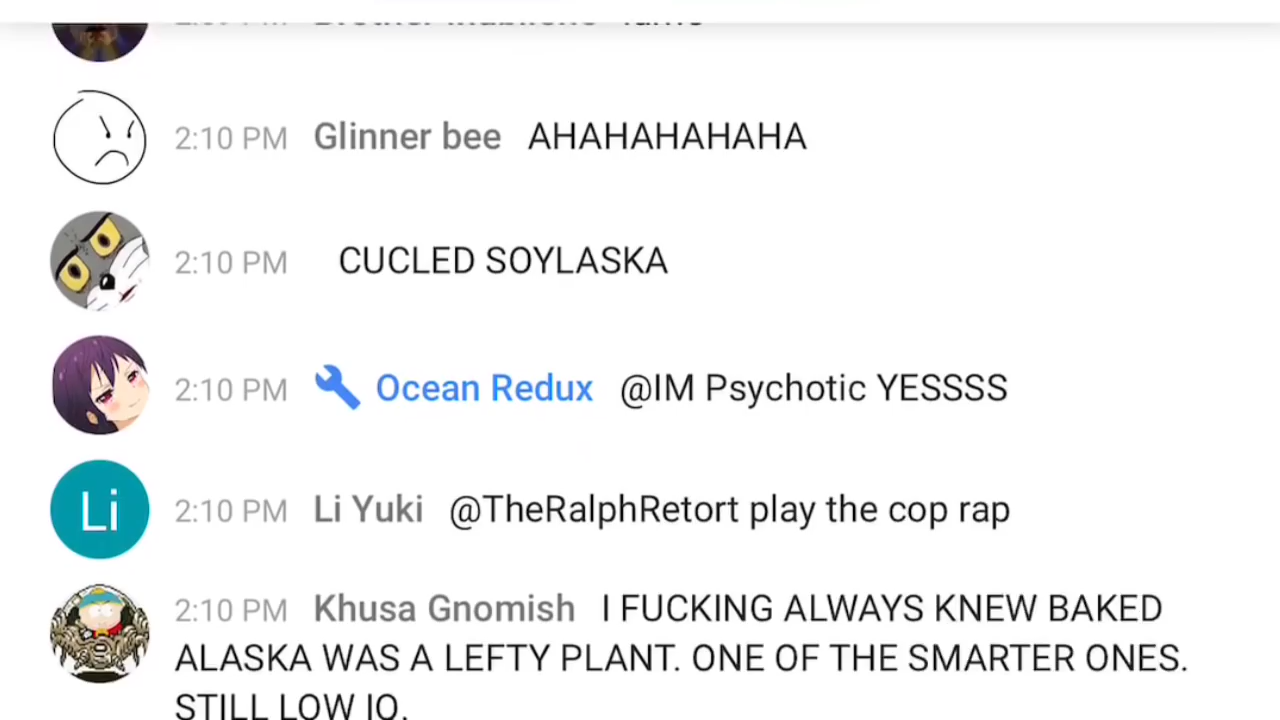 2:10 PM Glinner bee AHAHAHAHAHA
2:10 PM CUCLED SOYLASKA
2:10 PM Ocean Redux @IM Psychotic YESSSS
Li 2:10 PM Li Yuki @TheRalphRetort play the cop rap
2:10 PM Khusa Gnomish I FUCKING ALWAYS KNEW BAKED
ALASKA WAS A LEFTY PLANT. ONE OF THE SMARTER ONES.
STILL LOW IQ.